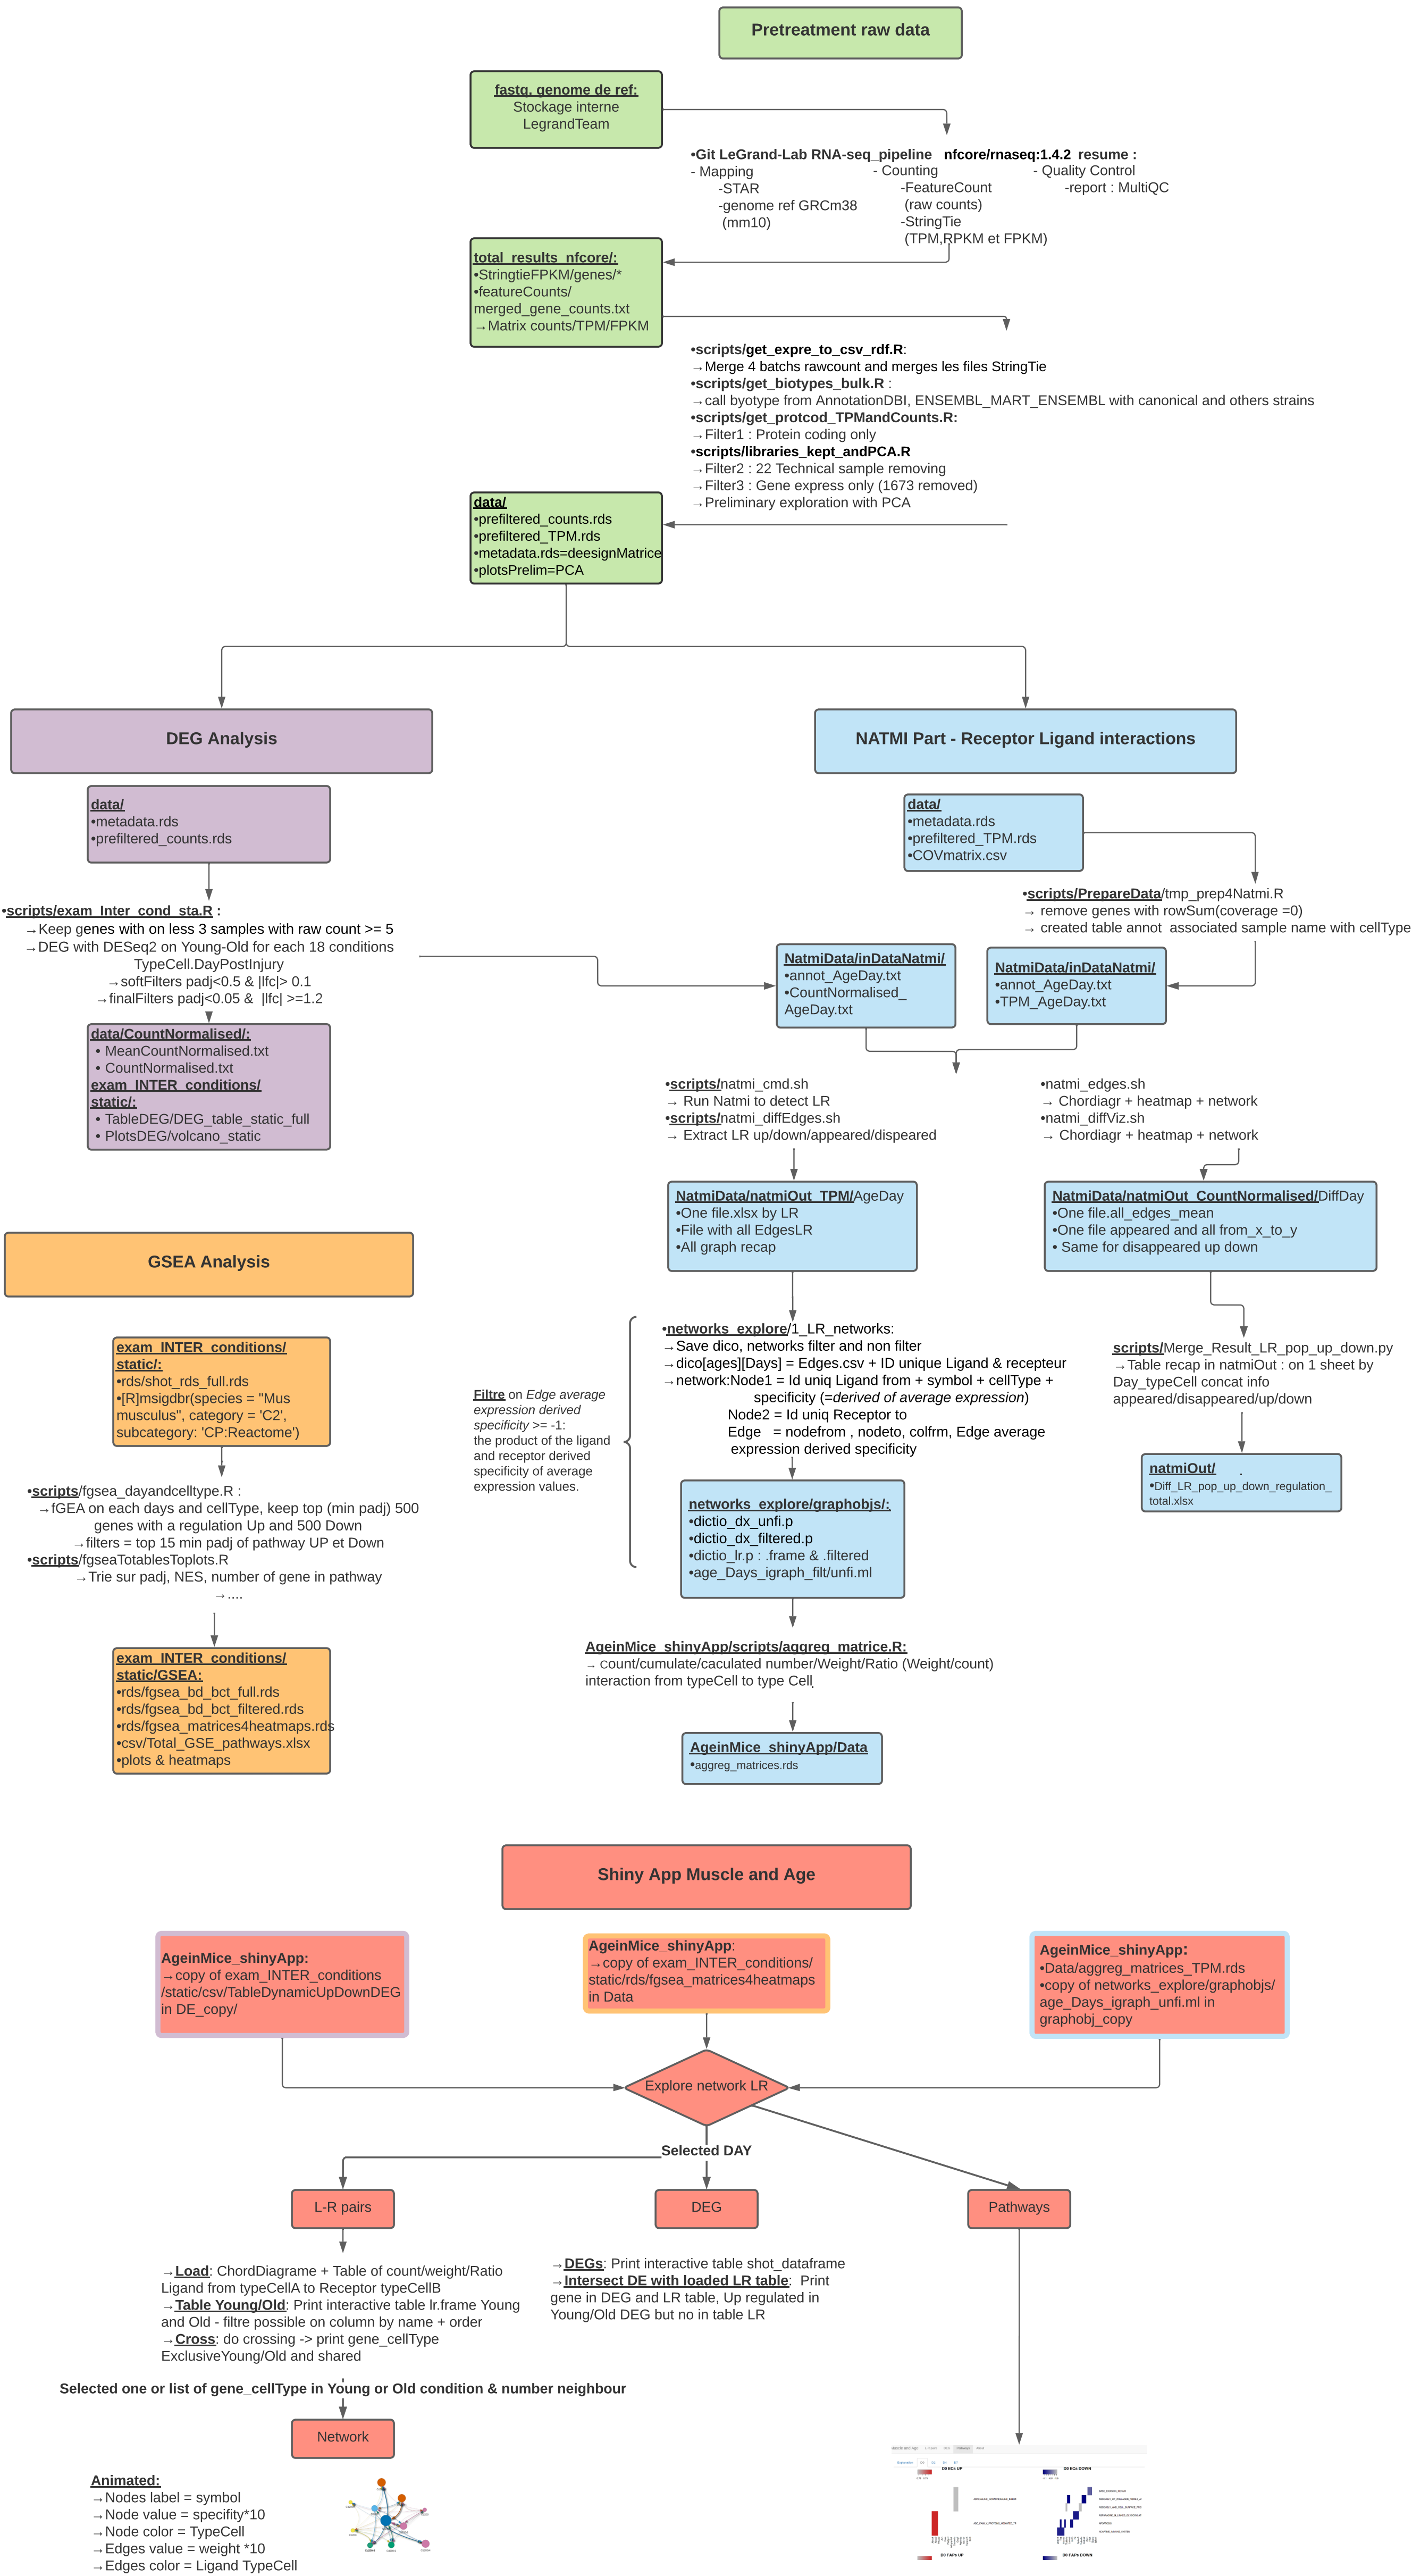 Pretreatment raw data
fastq, genome de ref:
Stockage interne
LegrandTeam
•Git LeGrand-Lab RNA-seq_pipeline nfcore/rnaseq:1.4.2 resume :
- Mapping
-STAR
-genome ref GRCm38
(mm10)
- Counting
-FeatureCount
(raw counts)
-StringTie
(TPM,RPKM et FPKM)
- Quality Control
-report : MultiQC
total_results_nfcore/:
•StringtieFPKM/genes/*
•featureCounts/
merged_gene_counts.txt
→Matrix counts/TPM/FPKM
•scripts/get_expre_to_csv_rdf.R:
→Merge 4 batchs rawcount and merges les files StringTie
•scripts/get_biotypes_bulk.R :
→call byotype from AnnotationDBI, ENSEMBL_MART_ENSEMBL with canonical and others strains
•scripts/get_protcod_TPMandCounts.R:
→Filter1 : Protein coding only
•scripts/libraries_kept_andPCA.R
→Filter2 : 22 Technical sample removing
→Filter3 : Gene express only (1673 removed)
→Preliminary exploration with PCA
data/
•prefiltered_counts.rds
•prefiltered_TPM.rds
•metadata.rds=deesignMatrice
•plotsPrelim=PCA
DEG Analysis
data/
•metadata.rds
•prefiltered_counts.rds
•scripts/exam_Inter_cond_sta.R :
→Keep genes with on less 3 samples with raw count >= 5
→DEG with DESeq2 on Young-Old for each 18 conditions
TypeCell.DayPostInjury
→softFilters padj<0.5 & |lfc|> 0.1
→finalFilters padj<0.05 & |lfc| >=1.2
data/CountNormalised/:
• MeanCountNormalised.txt
• CountNormalised.txt
exam_INTER_conditions/
static/:
• TableDEG/DEG_table_static_full
• PlotsDEG/volcano_static
NATMI Part - Receptor Ligand interactions
data/
•metadata.rds
•prefiltered_TPM.rds
•COVmatrix.csv
•scripts/PrepareData/tmp_prep4Natmi.R
→ remove genes with rowSum(coverage =0)
→ created table annot associated sample name with cellType
NatmiData/inDataNatmi/
•annot_AgeDay.txt
•CountNormalised_
AgeDay.txt
NatmiData/inDataNatmi/
•annot_AgeDay.txt
•TPM_AgeDay.txt
•scripts/natmi_cmd.sh
→ Run Natmi to detect LR
•scripts/natmi_diffEdges.sh
→ Extract LR up/down/appeared/dispeared
•natmi_edges.sh
→ Chordiagr + heatmap + network
•natmi_diffViz.sh
→ Chordiagr + heatmap + network
NatmiData/natmiOut_TPM/AgeDay
•One file.xlsx by LR
•File with all EdgesLR
•All graph recap
NatmiData/natmiOut_CountNormalised/DiffDay
•One file.all_edges_mean
•One file appeared and all from_x_to_y
• Same for disappeared up down
GSEA Analysis
exam_INTER_conditions/
static/:
•rds/shot_rds_full.rds
•[R]msigdbr(species = "Mus
musculus", category = 'C2',
subcategory: 'CP:Reactome')
•scripts/fgsea_dayandcelltype.R :
→fGEA on each days and cellType, keep top (min padj) 500
genes with a regulation Up and 500 Down
→filters = top 15 min padj of pathway UP et Down
•scripts/fgseaTotablesToplots.R
→Trie sur padj, NES, number of gene in pathway
→....
exam_INTER_conditions/
static/GSEA:
•rds/fgsea_bd_bct_full.rds
•rds/fgsea_bd_bct_filtered.rds
•rds/fgsea_matrices4heatmaps.rds
•csv/Total_GSE_pathways.xlsx
•plots & heatmaps
Filtre on Edge average
expression derived
specificity >= -1:
the product of the ligand
and receptor derived
specificity of average
expression values.
•networks_explore/1_LR_networks:
→Save dico, networks filter and non filter
→dico[ages][Days] = Edges.csv + ID unique Ligand & recepteur
→network:Node1 = Id uniq Ligand from + symbol + cellType +
specificity (=derived of average expression)
Node2 = Id uniq Receptor to
Edge = nodefrom , nodeto, colfrm, Edge average
expression derived specificity
scripts/Merge_Result_LR_pop_up_down.py
→Table recap in natmiOut : on 1 sheet by
Day_typeCell concat info
appeared/disappeared/up/down
natmiOut/ .
•Diff_LR_pop_up_down_regulation_
total.xlsx
networks_explore/graphobjs/:
•dictio_dx_unfi.p
•dictio_dx_filtered.p
•dictio_lr.p : .frame & .filtered
•age_Days_igraph_filt/unfi.ml
AgeinMice_shinyApp/scripts/aggreg_matrice.R:
→ Count/cumulate/caculated number/Weight/Ratio (Weight/count)
interaction from typeCell to type Cell.
AgeinMice_shinyApp/Data
•aggreg_matrices.rds
Shiny App Muscle and Age
AgeinMice_shinyApp:
→copy of exam_INTER_conditions
/static/csv/TableDynamicUpDownDEG
in DE_copy/
AgeinMice_shinyApp:
→copy of exam_INTER_conditions/
static/rds/fgsea_matrices4heatmaps
in Data
AgeinMice_shinyApp:
•Data/aggreg_matrices_TPM.rds
•copy of networks_explore/graphobjs/
age_Days_igraph_unfi.ml in
graphobj_copy
Explore network LR
Selected DAY
L-R pairs
DEG
Pathways
→Load: ChordDiagrame + Table of count/weight/Ratio
Ligand from typeCellA to Receptor typeCellB
→Table Young/Old: Print interactive table lr.frame Young
and Old - filtre possible on column by name + order
→Cross: do crossing -> print gene_cellType
ExclusiveYoung/Old and shared
→DEGs: Print interactive table shot_dataframe
→Intersect DE with loaded LR table: Print
gene in DEG and LR table, Up regulated in
Young/Old DEG but no in table LR
Selected one or list of gene_cellType in Young or Old condition & number neighbour
Network
Animated:
→Nodes label = symbol
→Node value = specifity*10
→Node color = TypeCell
→Edges value = weight *10
→Edges color = Ligand TypeCell
Muscle and Age
Pathways
D0 ECs UP
D0 ECs DOWN
D0 FAPs UP
D0 FAPs DOWN